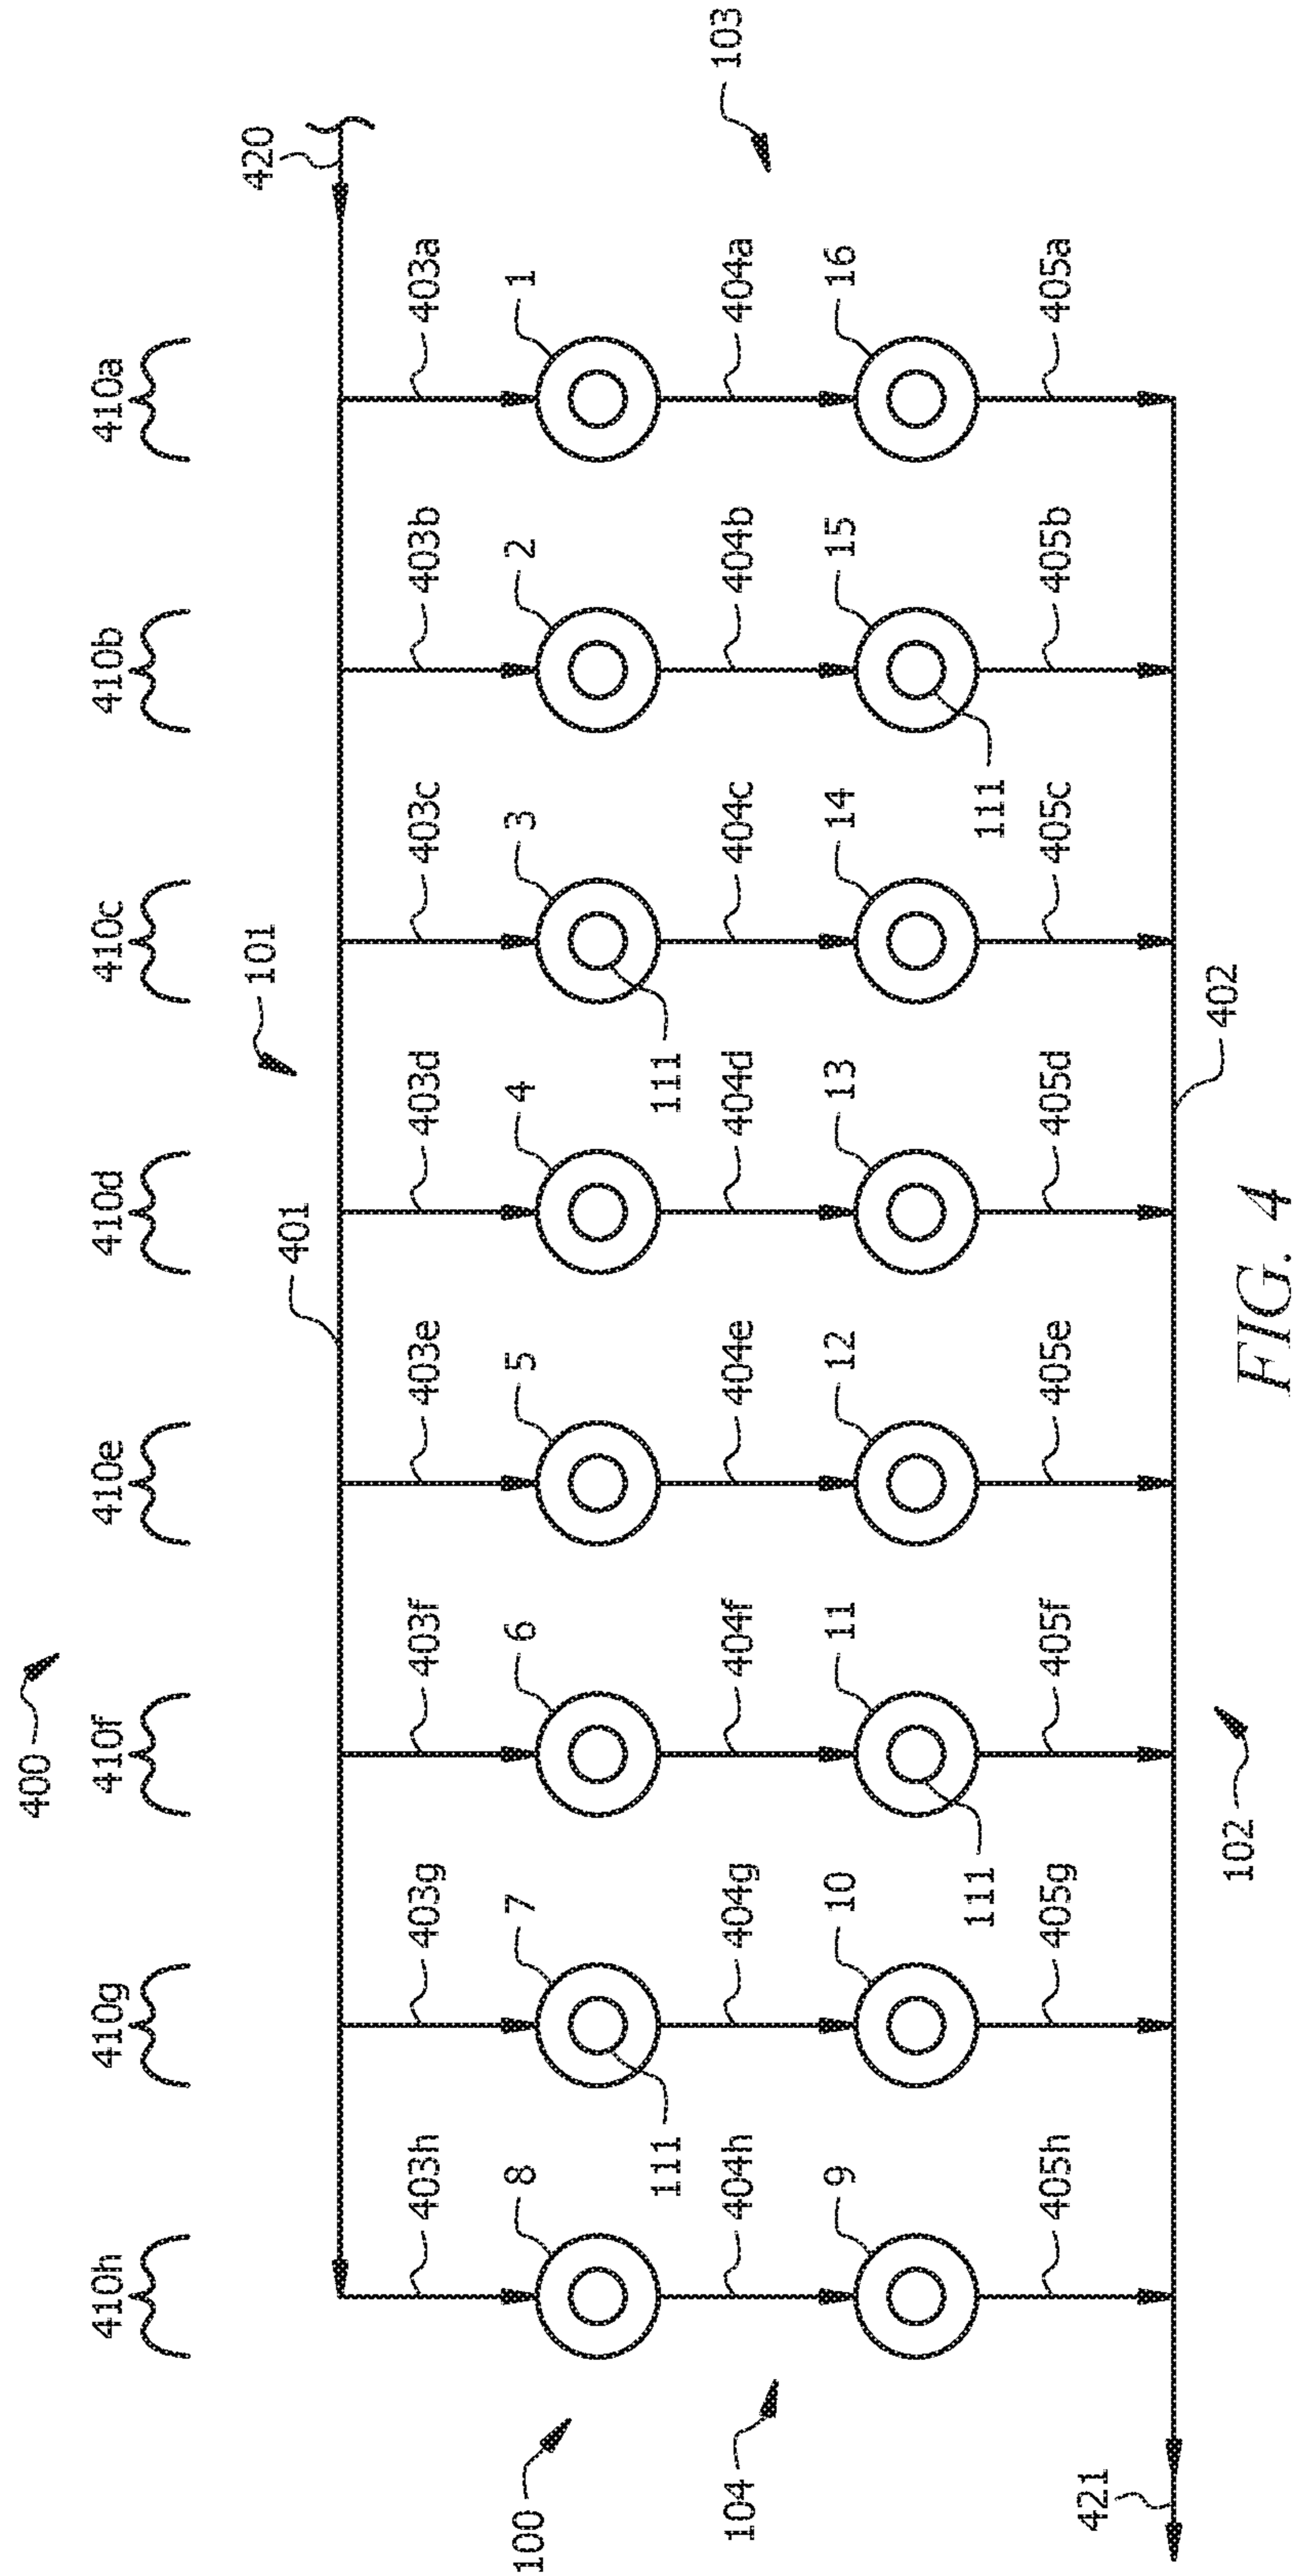 400
410h 410g 410f 410e 410d 410c 410b 410a
101 420
401
403h 403g 403f 403e 403d 403c 403b 403a
100 8 7 6 5 4 3 2 1
111 111
104 404h 404g 404f 404e 404d 404c 404b 404a 103
9 10 11 12 13 14 15 16
111 111
405h 405g 405f 405e 405d 405c 405b 405a
421
102 402
FIG. 4